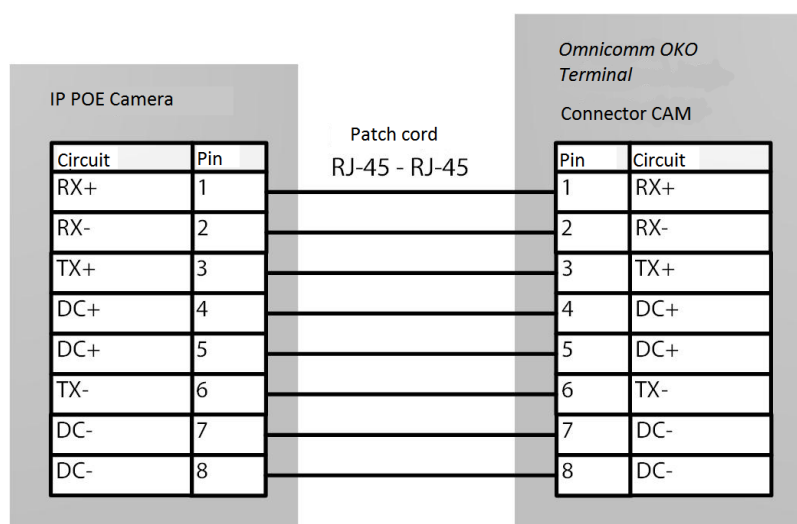 Omnicomm OKO
Terminal
IP POE Camera
Connector CAM
Patch cord
RJ-45 - RJ-45
Circuit Pin Pin Circuit
RX+ 1 1 RX+
RX- 2 2 RX-
TX+ 3 3 TX+
DC+ 4 4 DC+
DC+ 5 5 DC+
TX- 6 6 TX-
DC- 7 7 DC-
DC- 8 8 DC-